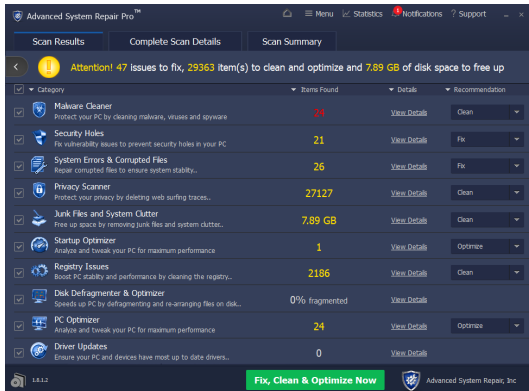 Advanced System Repair Pro™
Menu
Statistics
1
Notifications
? Support
Scan Results
Complete Scan Details
Scan Summary
Attention! 47 issues to fix, 29363 item(s) to clean and optimize and 7.89 GB of disk space to free up
Category
Items Found
Details
Recommendation
Malware Cleaner
Protect your PC by cleaning malware, viruses and spyware
24
View Details
Clean
Security Holes
Fix vulnerability issues to prevent security holes in your PC
21
View Details
Fix
System Errors & Corrupted Files
Repair corrupted files to ensure system stability..
26
View Details
Fix
Privacy Scanner
Protect your privacy by deleting web surfing traces..
27127
View Details
Clean
Junk Files and System Clutter
Free up space by removing junk files and system clutter..
7.89 GB
View Details
Clean
Startup Optimizer
Analyze and tweak your PC for maximum performance
1
View Details
Optimize
Registry Issues
Boost PC stablity and performance by cleaning the registry..
2186
View Details
Clean
Disk Defragmenter & Optimizer
Speeds up PC by defragmenting and re-arranging files on disk..
0% fragmented
View Details
PC Optimizer
Analyze and tweak your PC for maximum performance
24
View Details
Optimize
Driver Updates
Ensure your PC and devices have most up to date drivers..
0
View Details
1.8.1.2
Fix, Clean & Optimize Now
Advanced System Repair, Inc